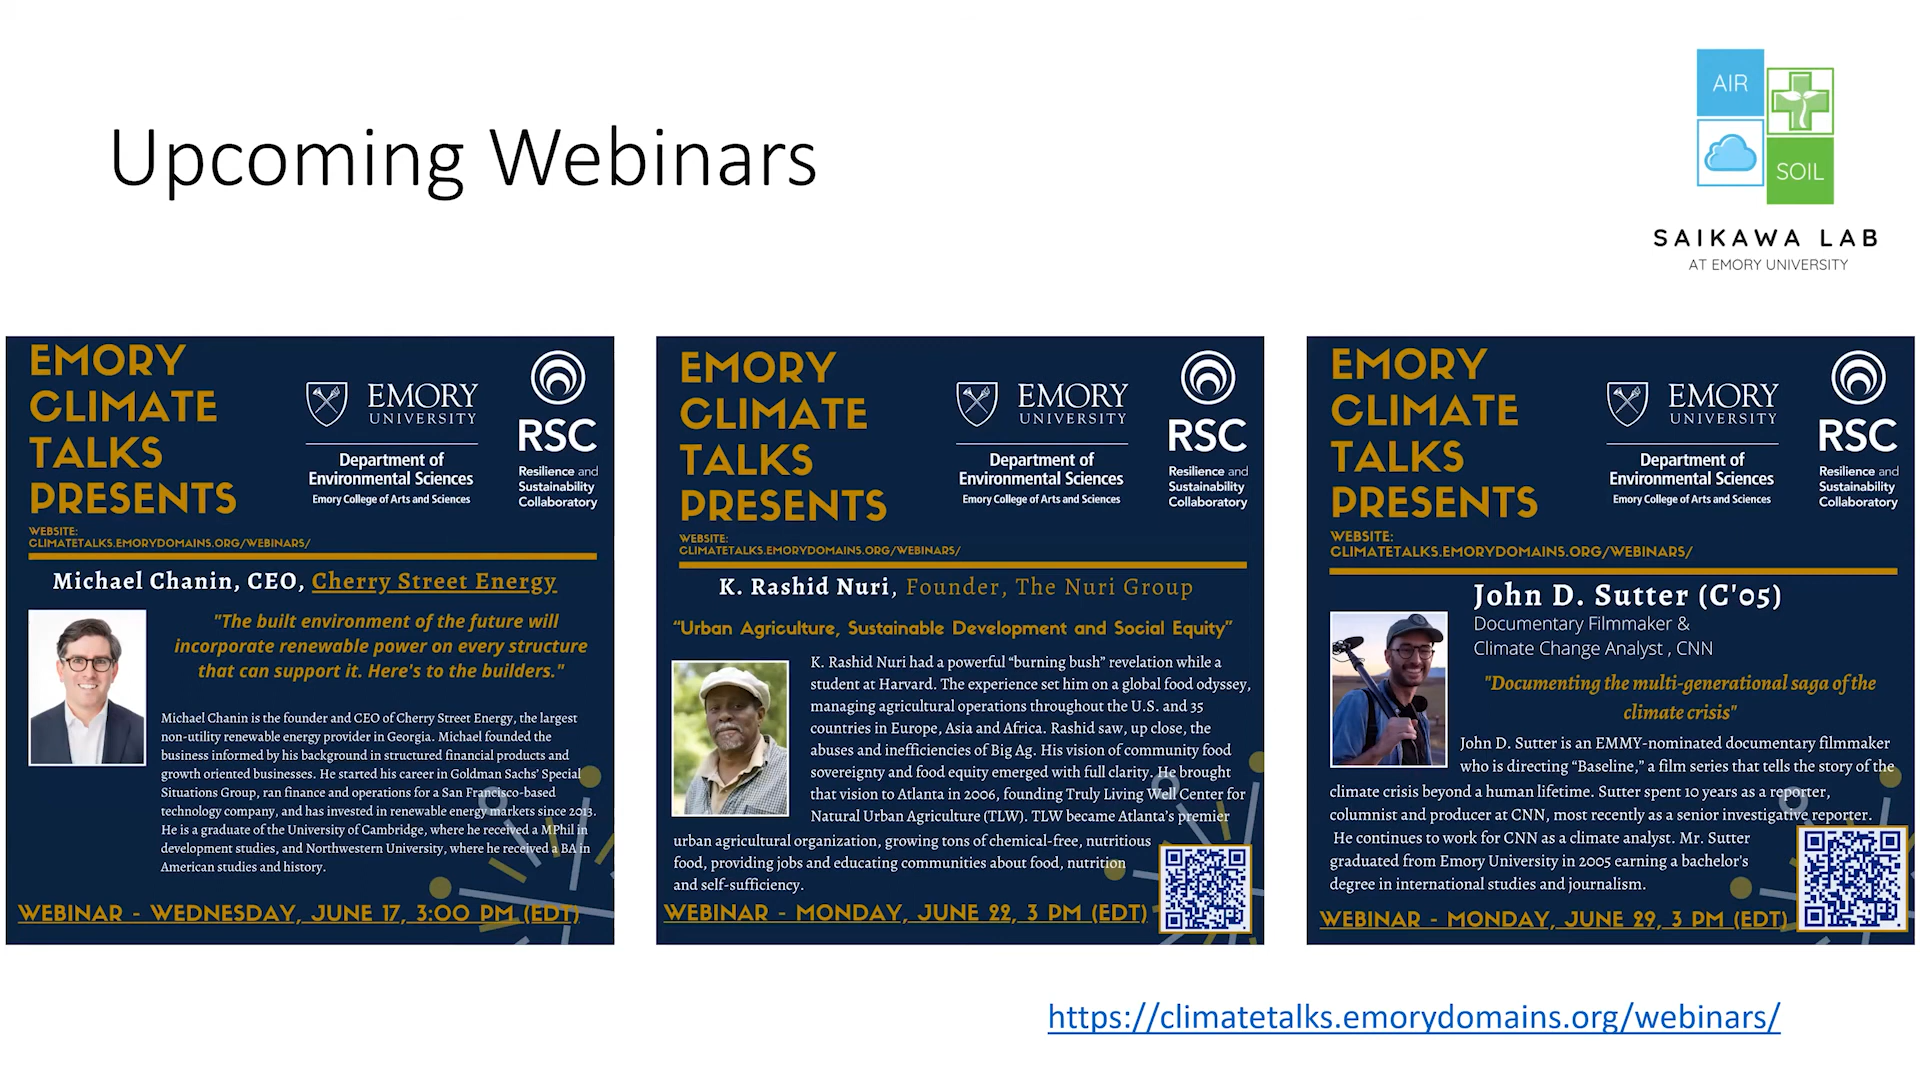 Upcoming Webinars
AIR
SOIL
SAIKAWA LAB
AT EMORY UNIVERSITY
EMORY
CLIMATE
TALKS
PRESENTS
WEBSITE:
CLIMATETALKS.EMORYDOMAINS.ORG/WEBINARS/
EMORY
UNIVERSITY
Department of
Environmental Sciences
Emory College of Arts and Sciences
RSC
Resilience and
Sustainability
Collaboratory
Michael Chanin, CEO, Cherry Street Energy
"The built environment of the future will
incorporate renewable power on every structure
that can support it. Here's to the builders."
Michael Chanin is the founder and CEO of Cherry Street Energy, the largest
non-utility renewable energy provider in Georgia. Michael founded the
business informed by his background in structured financial products and
growth oriented businesses. He started his career in Goldman Sachs' Special
Situations Group, ran finance and operations for a San Francisco-based
technology company, and has invested in renewable energy markets since 2013.
He is a graduate of the University of Cambridge, where he received a MPhil in
development studies, and Northwestern University, where he received a BA in
American studies and history.
WEBINAR - WEDNESDAY, JUNE 17, 3:00 PM (EDT)
EMORY
CLIMATE
TALKS
PRESENTS
WEBSITE:
CLIMATETALKS.EMORYDOMAINS.ORG/WEBINARS/
EMORY
UNIVERSITY
Department of
Environmental Sciences
Emory College of Arts and Sciences
RSC
Resilience and
Sustainability
Collaboratory
K. Rashid Nuri, Founder, The Nuri Group
“Urban Agriculture, Sustainable Development and Social Equity”
K. Rashid Nuri had a powerful “burning bush” revelation while a
student at Harvard. The experience set him on a global food odyssey,
managing agricultural operations throughout the U.S. and 35
countries in Europe, Asia and Africa. Rashid saw, up close, the
abuses and inefficiencies of Big Ag. His vision of community food
sovereignty and food equity emerged with full clarity. He brought
that vision to Atlanta in 2006, founding Truly Living Well Center for
Natural Urban Agriculture (TLW). TLW became Atlanta's premier
urban agricultural organization, growing tons of chemical-free, nutritious
food, providing jobs and educating communities about food, nutrition
and self-sufficiency.
WEBINAR - MONDAY, JUNE 22, 3 PM (EDT)
EMORY
CLIMATE
TALKS
PRESENTS
WEBSITE:
CLIMATETALKS.EMORYDOMAINS.ORG/WEBINARS/
EMORY
UNIVERSITY
Department of
Environmental Sciences
Emory College of Arts and Sciences
RSC
Resilience and
Sustainability
Collaboratory
John D. Sutter (C'05)
Documentary Filmmaker &
Climate Change Analyst , CNN
"Documenting the multi-generational saga of the
climate crisis"
John D. Sutter is an EMMY-nominated documentary filmmaker
who is directing “Baseline,” a film series that tells the story of the
climate crisis beyond a human lifetime. Sutter spent 10 years as a reporter,
columnist and producer at CNN, most recently as a senior investigative reporter.
He continues to work for CNN as a climate analyst. Mr. Sutter
graduated from Emory University in 2005 earning a bachelor's
degree in international studies and journalism.
WEBINAR - MONDAY, JUNE 29, 3 PM (EDT)
https://climatetalks.emorydomains.org/webinars/